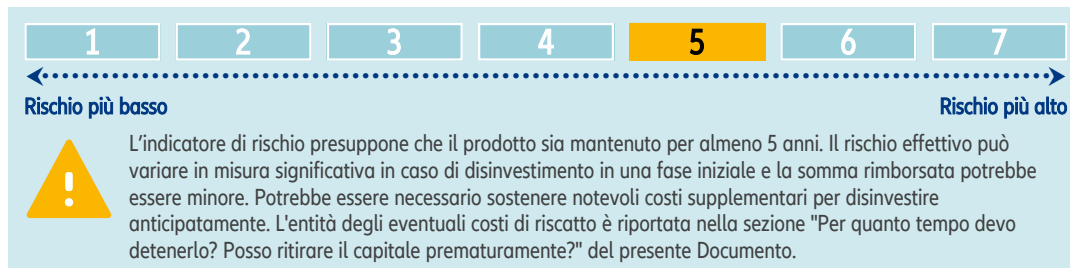 1 2 3 4 5 6 7
Rischio più basso Rischio più alto
L'indicatore di rischio presuppone che il prodotto sia mantenuto per almeno 5 anni. Il rischio effettivo può
variare in misura significativa in caso di disinvestimento in una fase iniziale e la somma rimborsata potrebbe
essere minore. Potrebbe essere necessario sostenere notevoli costi supplementari per disinvestire
anticipatamente. L'entità degli eventuali costi di riscatto è riportata nella sezione "Per quanto tempo devo
detenerlo? Posso ritirare il capitale prematuramente?" del presente Documento.